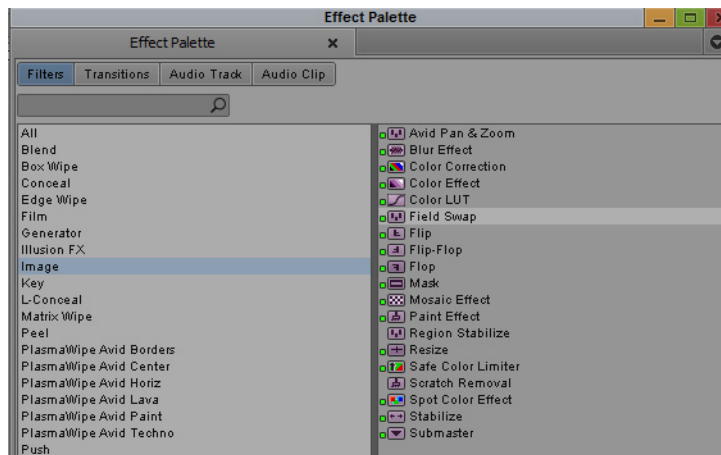 Effect Palette
Effect Palette
Filters Transitions Audio Track Audio Clip
All
Blend
Box Wipe
Conceal
Edge Wipe
Film
Generator
Illusion FX
Image
Key
L-Conceal
Matrix Wipe
Peel
PlasmaWipe Avid Borders
PlasmaWipe Avid Center
PlasmaWipe Avid Horiz
PlasmaWipe Avid Lava
PlasmaWipe Avid Paint
PlasmaWipe Avid Techno
Push
Avid Pan & Zoom
Blur Effect
Color Correction
Color Effect
Color LUT
Field Swap
Flip
Flip-Flop
Flop
Mask
Mosaic Effect
Paint Effect
Region Stabilize
Resize
Safe Color Limiter
Scratch Removal
Spot Color Effect
Stabilize
Submaster